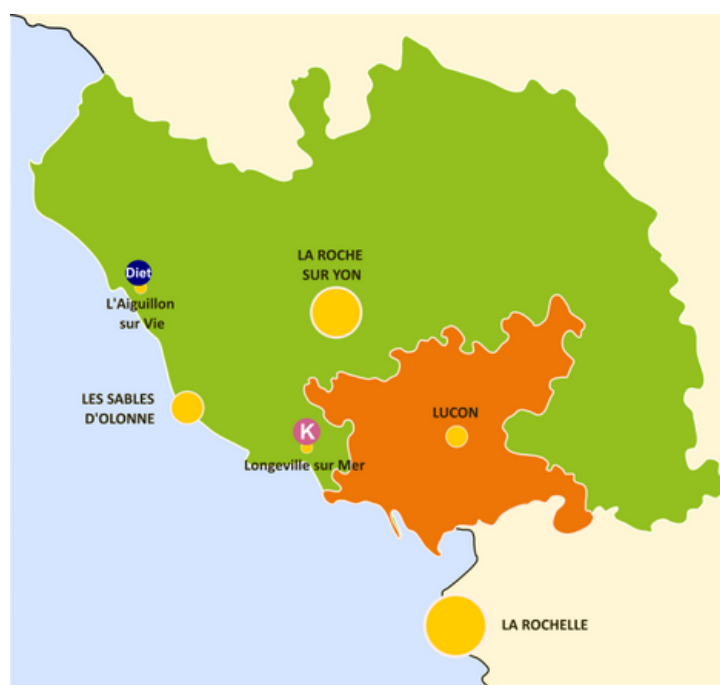 LA ROCHE
SUR YON
Diet
L'Aiguillon
sur Vie
LES SABLES
D'OLONNE
LUCON
K
Longeville sur Mer
LA ROCHELLE